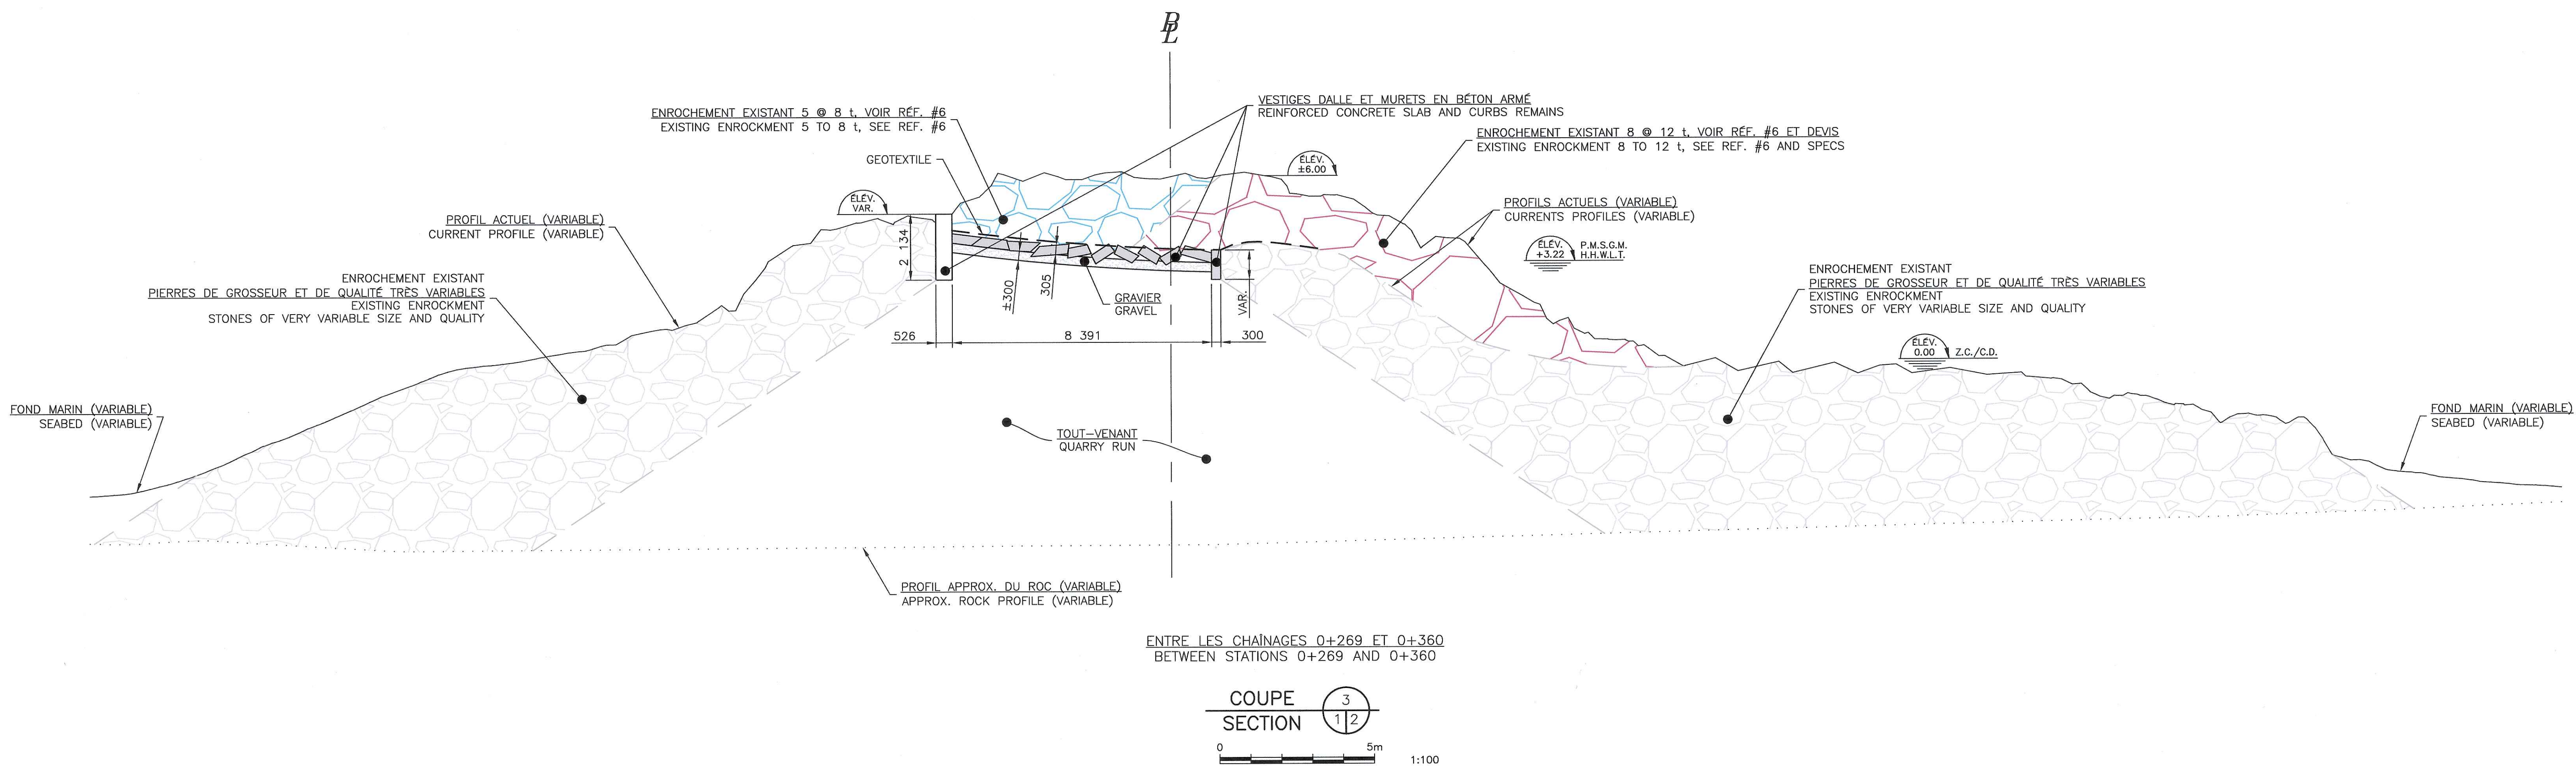 BL
ENROCHEMENT EXISTANT 5 @ 8 t, VOIR RÉF. #6
EXISTING ENROCKMENT 5 TO 8 t, SEE REF. #6
VESTIGES DALLE ET MURETS EN BÉTON ARMÉ
REINFORCED CONCRETE SLAB AND CURBS REMAINS
ENROCHEMENT EXISTANT 8 @ 12 t, VOIR RÉF. #6 ET DEVIS
EXISTING ENROCKMENT 8 TO 12 t, SEE REF. #6 AND SPECS
GEOTEXTILE
ÉLÉV.
±6.00
ÉLÉV.
VAR.
PROFIL ACTUEL (VARIABLE)
CURRENT PROFILE (VARIABLE)
PROFILS ACTUELS (VARIABLE)
CURRENTS PROFILES (VARIABLE)
2 134
ÉLÉV.
+3.22
P.M.S.G.M.
H.H.W.L.T.
ENROCHEMENT EXISTANT
PIERRES DE GROSSEUR ET DE QUALITÉ TRÈS VARIABLES
EXISTING ENROCKMENT
STONES OF VERY VARIABLE SIZE AND QUALITY
±300
305
GRAVIER
GRAVEL
VAR.
ENROCHEMENT EXISTANT
PIERRES DE GROSSEUR ET DE QUALITÉ TRÈS VARIABLES
EXISTING ENROCKMENT
STONES OF VERY VARIABLE SIZE AND QUALITY
526
8 391
300
ÉLÉV.
0.00
Z.C./C.D.
FOND MARIN (VARIABLE)
SEABED (VARIABLE)
TOUT-VENANT
QUARRY RUN
FOND MARIN (VARIABLE)
SEABED (VARIABLE)
PROFIL APPROX. DU ROC (VARIABLE)
APPROX. ROCK PROFILE (VARIABLE)
ENTRE LES CHAÎNAGES 0+269 ET 0+360
BETWEEN STATIONS 0+269 AND 0+360
COUPE
SECTION
3
1 2
0 5m
1:100